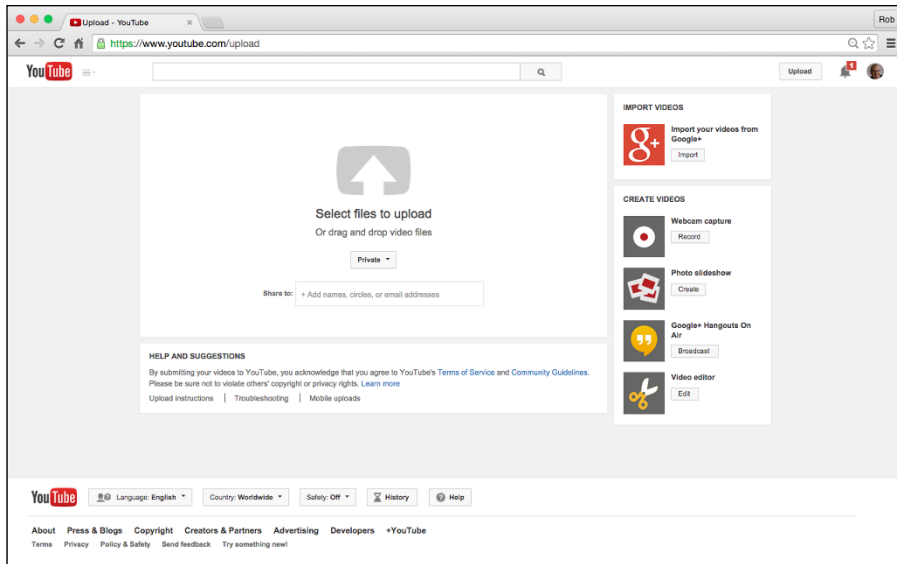 Upload - YouTube
Rob
https://www.youtube.com/upload
YouTube
Upload
1
Select files to upload
Or drag and drop video files
Private
Share to: + Add names, circles, or email addresses
HELP AND SUGGESTIONS
By submitting your videos to YouTube, you acknowledge that you agree to YouTube's Terms of Service and Community Guidelines.
Please be sure not to violate others' copyright or privacy rights. Learn more
Upload instructions | Troubleshooting | Mobile uploads
IMPORT VIDEOS
g+
Import your videos from
Google+
Import
CREATE VIDEOS
Webcam capture
Record
Photo slideshow
Create
Google+ Hangouts On
Air
Broadcast
Video editor
Edit
YouTube
Language: English
Country: Worldwide
Safety: Off
History
Help
About Press & Blogs Copyright Creators & Partners Advertising Developers +YouTube
Terms Privacy Policy & Safety Send feedback Try something new!